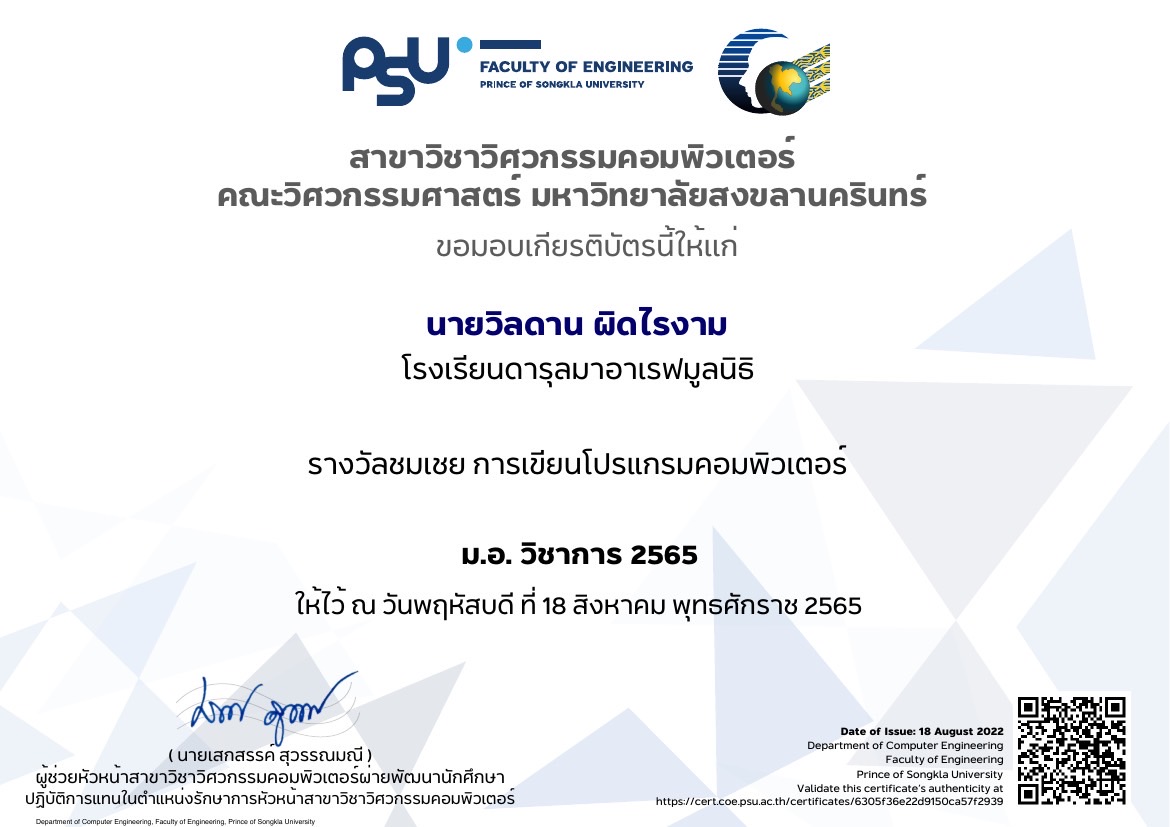 PSU
FACULTY OF ENGINEERING
PRINCE OF SONGKLA UNIVERSITY
สาขาวิชาวิศวกรรมคอมพิวเตอร์
คณะวิศวกรรมศาสตร์ มหาวิทยาลัยสงขลานครินทร์
ขอมอบเกียรติบัตรนี้ให้แก่
นายวิลดาน ผิดไรงาม
โรงเรียนดารุลมาอาเรฟมูลนิธิ
รางวัลชมเชย การเขียนโปรแกรมคอมพิวเตอร์
ม.อ. วิชาการ 2565
ให้ไว้ ณ วันพฤหัสบดี ที่ 18 สิงหาคม พุทธศักราช 2565
( นายเสกสรรค์ สุวรรณมณี )
ผู้ช่วยหัวหน้าสาขาวิชาวิศวกรรมคอมพิวเตอร์ฝ่ายพัฒนานักศึกษา
ปฏิบัติการแทนในตำแหน่งรักษาการหัวหน้าสาขาวิชาวิศวกรรมคอมพิวเตอร์
Department of Computer Engineering, Faculty of Engineering, Prince of Songkla University
Date of Issue: 18 August 2022
Department of Computer Engineering
Faculty of Engineering
Prince of Songkla University
Validate this certificate's authenticity at
https://cert.coe.psu.ac.th/certificates/6305f36e22d9150ca57f2939